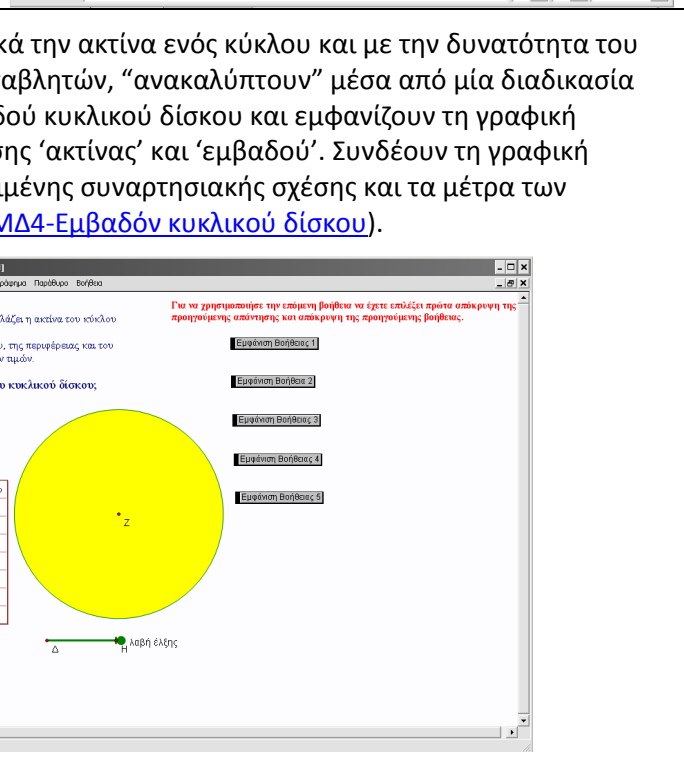 κά την ακτίνα ενός κύκλου και με την δυνατότητα του
αβλητών, “ανακαλύπτουν” μέσα από μία διαδικασία
δού κυκλικού δίσκου και εμφανίζουν τη γραφική
σης ‘ακτίνας’ και ‘εμβαδού’. Συνδέουν τη γραφική
ιμένης συναρτησιακής σχέσης και τα μέτρα των
ΜΔ4-Εμβαδόν κυκλικού δίσκου).
ράφημα Παράθυρο Βοήθεια
Για να χρησιμοποιήσε την επόμενη βοήθεια να έχετε επιλέξει πρώτα απόκρυψη της
προηγούμενης απάντησης και απόκρυψη της προηγούμενης βοήθειας.
λάζει η ακτίνα του κύκλου
υ, της περιφέρειας και του
ν τιμών.
υ κυκλικού δίσκου;
Εμφάνιση Βοήθειας 1
Εμφάνιση Βοήθεια 2
Εμφάνιση Βοήθειας 3
Εμφάνιση Βοήθειας 4
Εμφάνιση Βοήθειας 5
Ζ
λαβή έλξης
Δ
Η